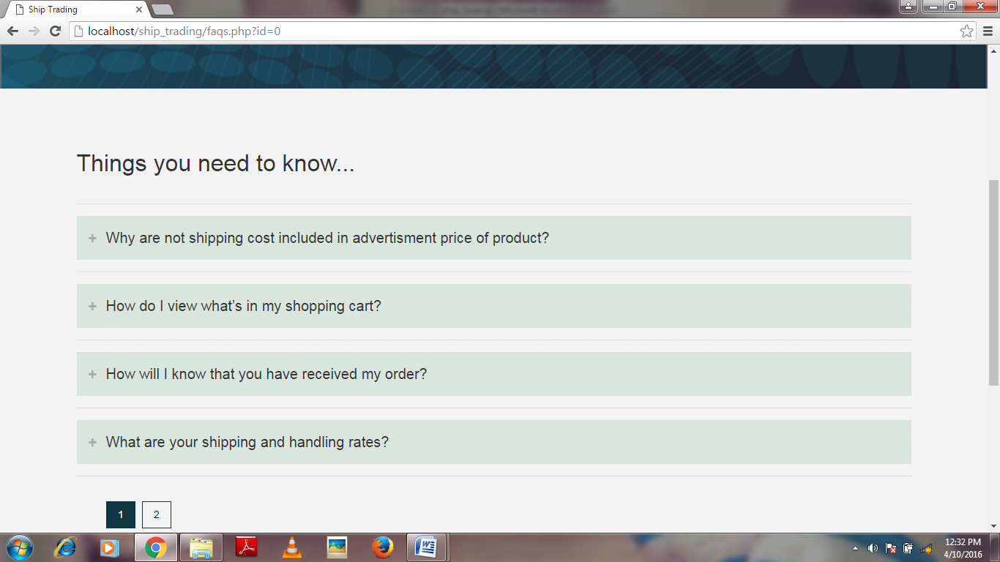 Ship Trading
localhost/ship_trading/faqs.php?id=0
Things you need to know...
+ Why are not shipping cost included in advertisment price of product?
+ How do I view what’s in my shopping cart?
+ How will I know that you have received my order?
+ What are your shipping and handling rates?
1 2
12:32 PM
4/10/2016